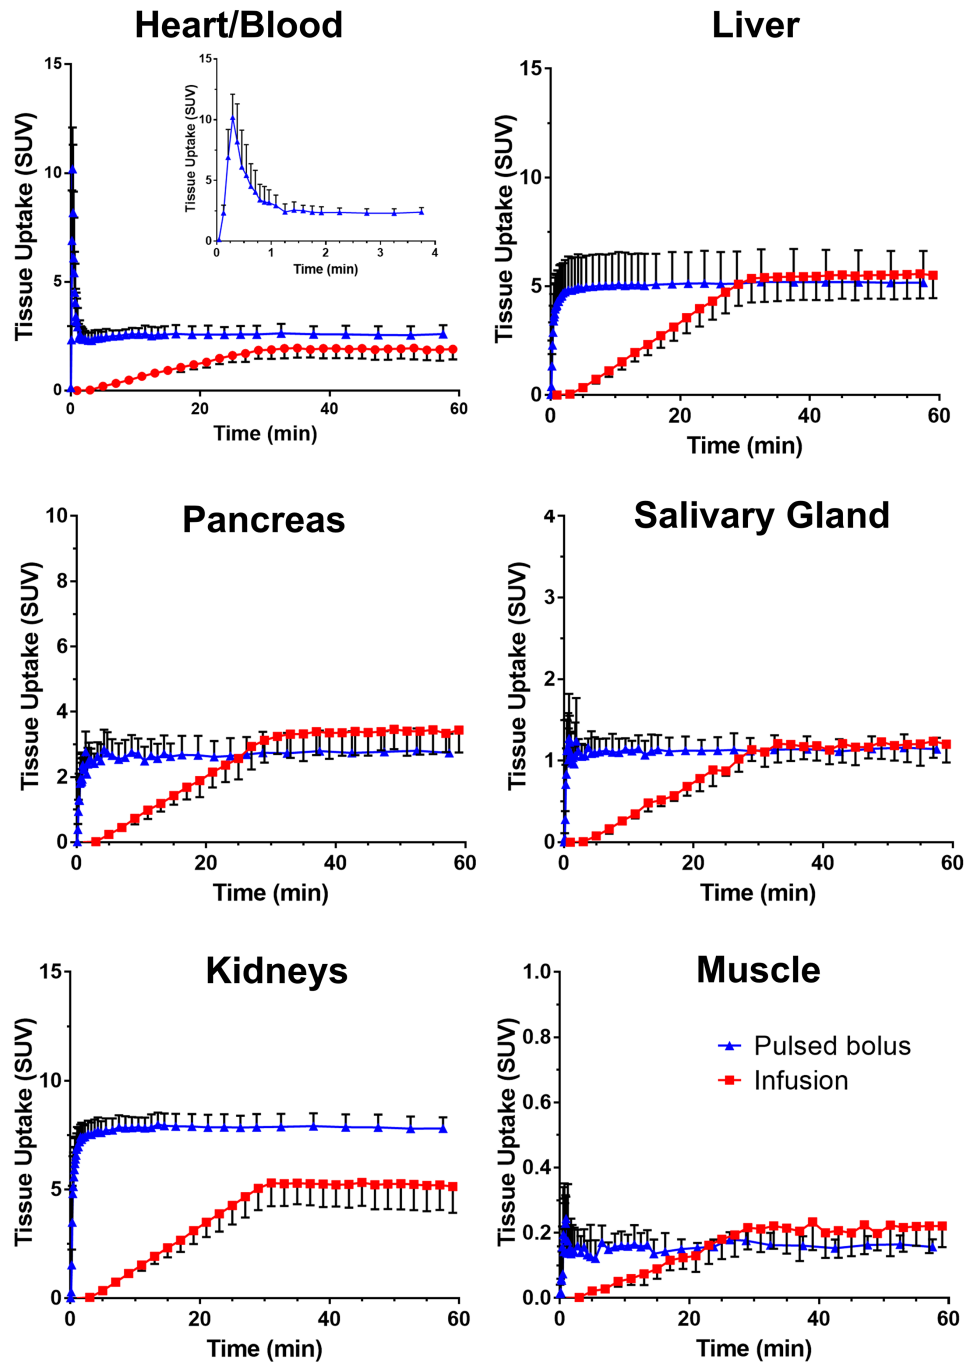 Heart/Blood
Tissue Uptake (SUV)
15
10
5
0
0 20 40 60
Time (min)
Tissue Uptake (SUV)
15
10
5
0
0 1 2 3 4
Time (min)
Liver
Tissue Uptake (SUV)
15
10
5
0
0 20 40 60
Time (min)
Pancreas
Tissue Uptake (SUV)
10
8
6
4
2
0
0 20 40 60
Time (min)
Salivary Gland
Tissue Uptake (SUV)
4
3
2
1
0
0 20 40 60
Time (min)
Kidneys
Tissue Uptake (SUV)
15
10
5
0
0 20 40 60
Time (min)
Muscle
Tissue Uptake (SUV)
1.0
0.8
0.6
0.4
0.2
0.0
0 20 40 60
Time (min)
Pulsed bolus
Infusion